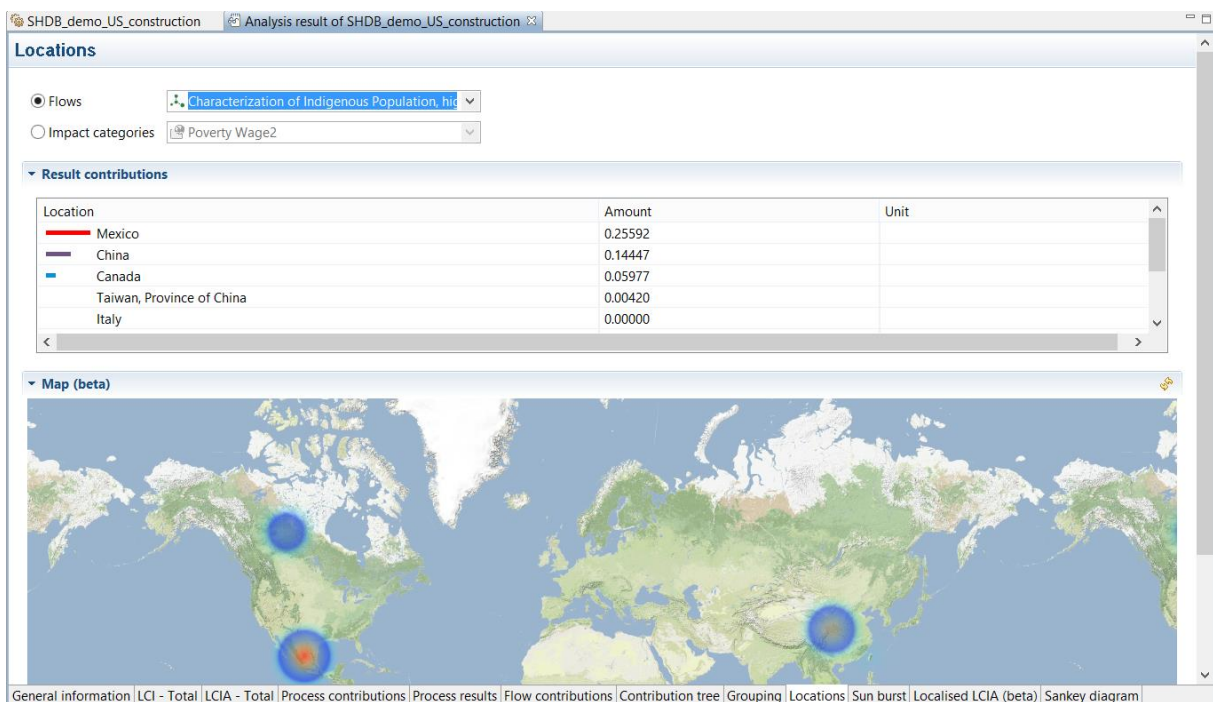 SHDB_demo_US_construction
Analysis result of SHDB_demo_US_construction
Locations
Flows
Characterization of Indigenous Population, hig
Impact categories
Poverty Wage2
Result contributions
Location Amount Unit
Mexico 0.25592
China 0.14447
Canada 0.05977
Taiwan, Province of China 0.00420
Italy 0.00000
Map (beta)
General information LCI - Total LCIA - Total Process contributions Process results Flow contributions Contribution tree Grouping Locations Sun burst Localised LCIA (beta) Sankey diagram